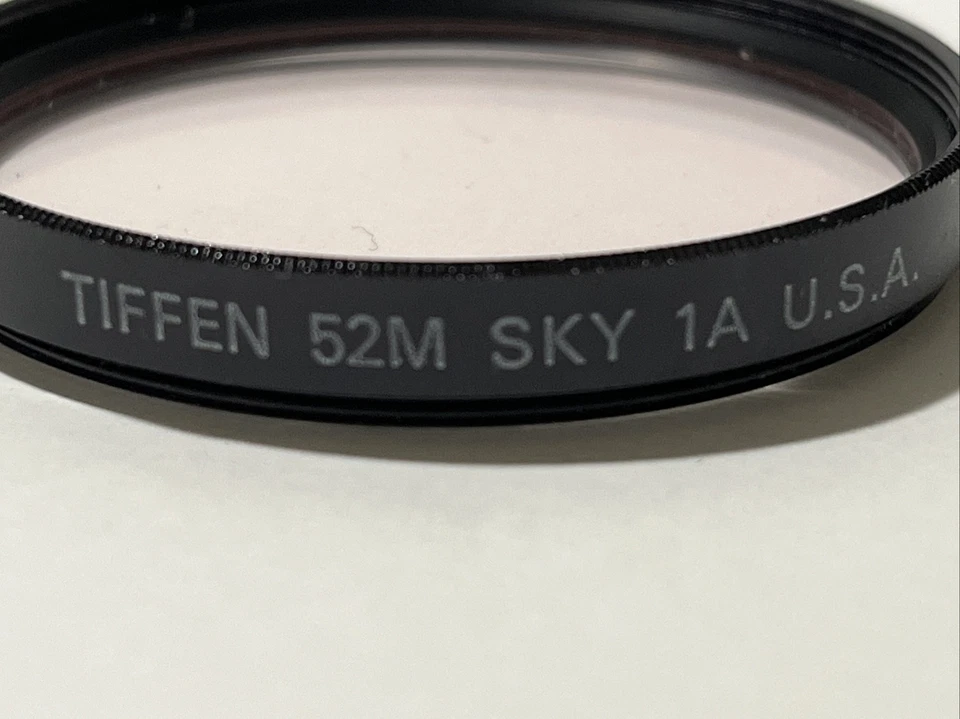 TIFFEN 52M SKY 1A U.S.A.